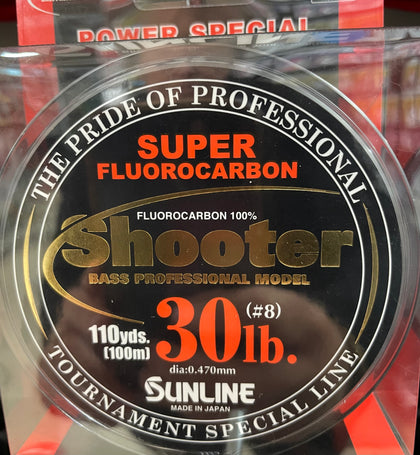 POWER SPECIAL
THE PRIDE OF PROFESSIONAL
SUPER
FLUOROCARBON
FLUOROCARBON 100%
Shooter
BASS PROFESSIONAL MODEL
110yds.
(100m)
30lb.
(#8)
dia:0.470mm
SUNLINE
MADE IN JAPAN
TOURNAMENT SPECIAL LINE